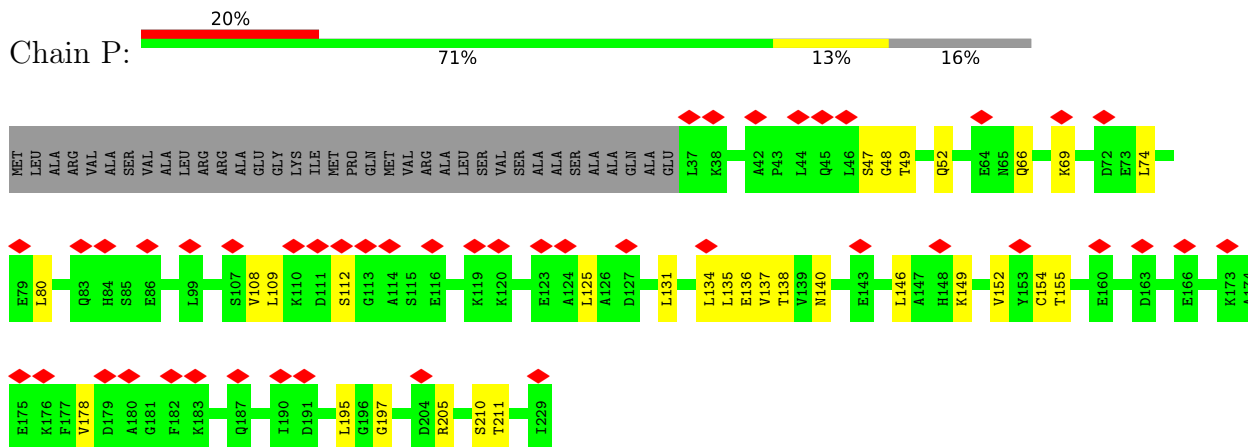 20%
Chain P:
71% 13% 16%
MET LEU ALA ARG VAL ALA SER VAL ALA LEU ARG ARG ALA GLU GLY LYS ILE MET PRO GLN MET VAL ARG ALA LEU SER VAL SER ALA ALA SER ALA ALA GLN ALA GLU L37 K38 A42 P43 L44 Q45 L46 S47 G48 T49 Q52 E64 N65 Q66 K69 D72 E73 L74
E79 L80 Q83 H84 S85 E86 L99 S107 V108 L109 K110 D111 S112 G113 A114 S115 E116 K119 K120 E123 A124 L125 A126 D127 L131 L134 L135 E136 V137 T138 V139 N140 E143 L146 A147 H148 K149 V152 Y153 C154 T155 E160 D163 E166 K173 A174
E175 K176 F177 V178 D179 A180 G181 F182 K183 Q187 I190 D191 L195 G196 G197 D204 R205 S210 T211 I229